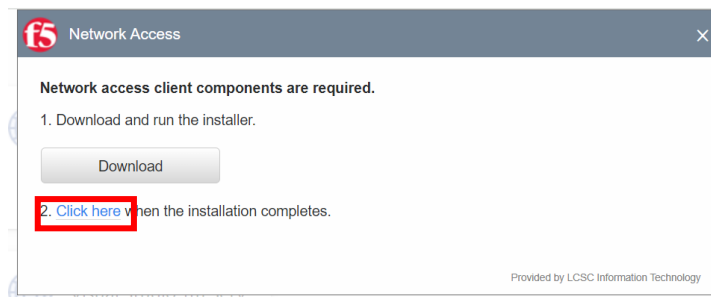 f5 Network Access
Network access client components are required.
1. Download and run the installer.
Download
2. Click here when the installation completes.
Provided by LCSC Information Technology